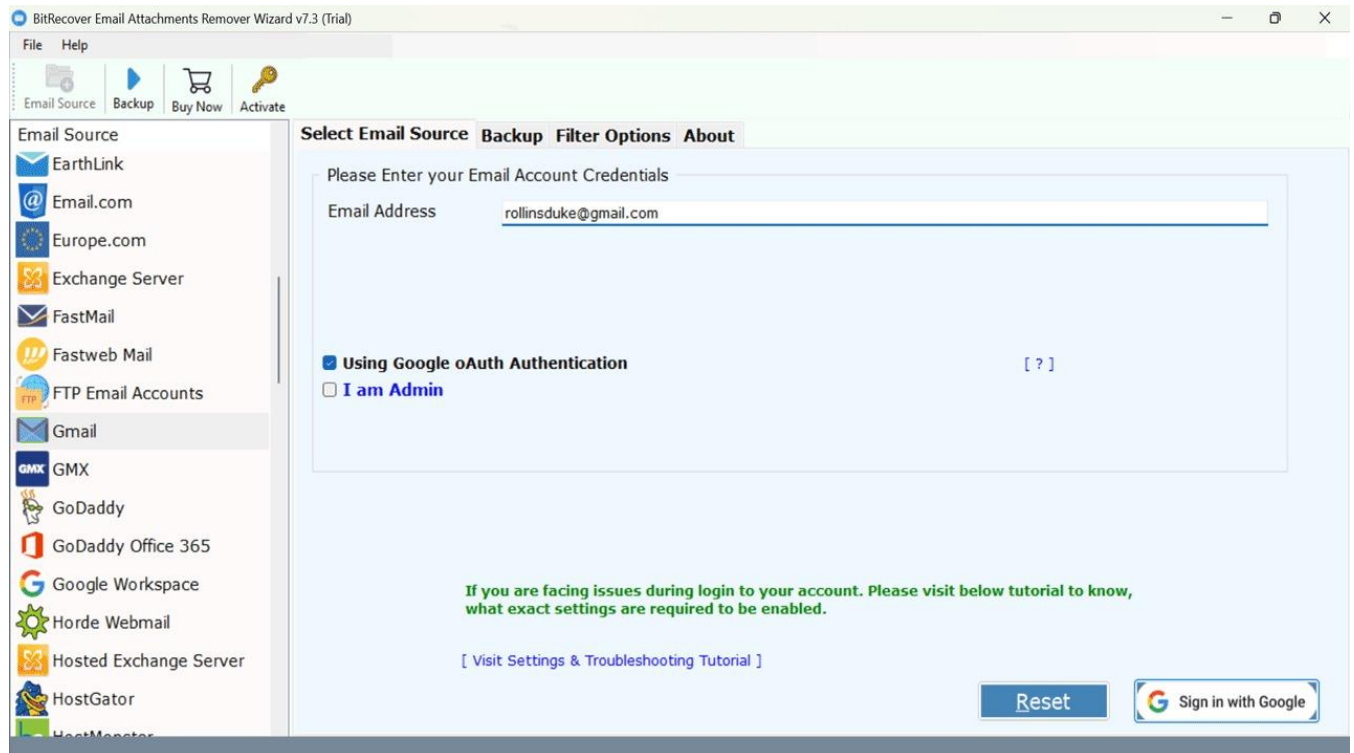 BitRecover Email Attachments Remover Wizard v7.3 (Trial)
File Help
Email Source Backup Buy Now Activate
Email Source
EarthLink
@ Email.com
Europe.com
Exchange Server
FastMail
Fastweb Mail
FTP FTP Email Accounts
Gmail
GMX GMX
GoDaddy
GoDaddy Office 365
G Google Workspace
Horde Webmail
Hosted Exchange Server
HostGator
HostMonster
Select Email Source Backup Filter Options About
Please Enter your Email Account Credentials
Email Address rollinsduke@gmail.com
Using Google oAuth Authentication [ ? ]
I am Admin
If you are facing issues during login to your account. Please visit below tutorial to know,
what exact settings are required to be enabled.
[ Visit Settings & Troubleshooting Tutorial ]
Reset G Sign in with Google